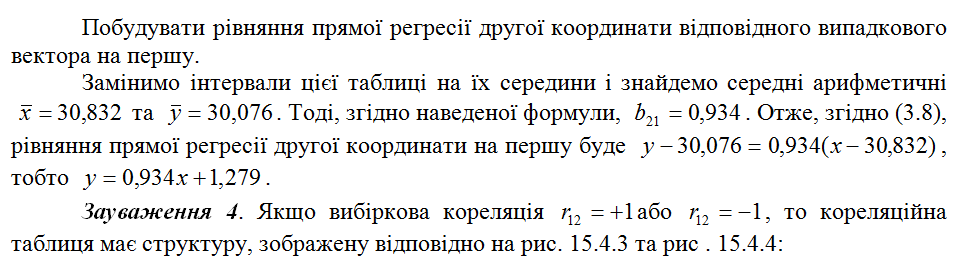 Побудувати рівняння прямої регресії другої координати відповідного випадкового
вектора на першу.
Замінимо інтервали цієї таблиці на їх середини і знайдемо середні арифметичні
x̅ = 30,832 та y̅ = 30,076. Тоді, згідно наведеної формули, b₂₁ = 0,934. Отже, згідно (3.8),
рівняння прямої регресії другої координати на першу буде y − 30,076 = 0,934(x − 30,832),
тобто y = 0,934x + 1,279.
Зауваження 4. Якщо вибіркова кореляція r₁₂ = +1 або r₁₂ = −1, то кореляційна
таблиця має структуру, зображену відповідно на рис. 15.4.3 та рис . 15.4.4: